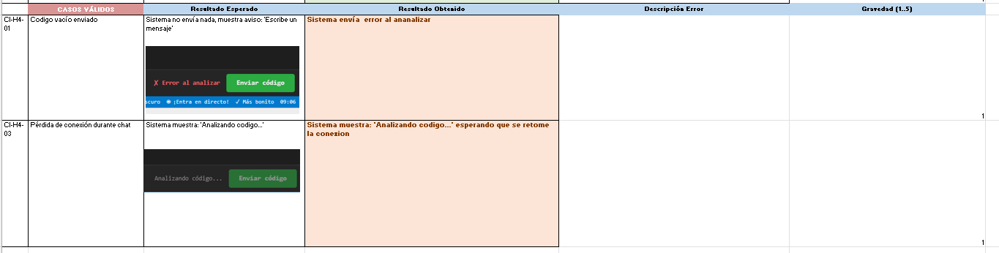 CASOS VÁLIDOS Resultado Esperado Resultado Obtenido Descripción Error Gravedad (1..5)
CI-H4-01 Codigo vacío enviado Sistema no envía nada, muestra aviso: 'Escribe un mensaje' Sistema envía error al ananalizar
✗ Error al analizar Enviar código
scuro ¡Entra en directo! ✓ Más bonito 09:06
1
CI-H4-03 Pérdida de conexión durante chat Sistema muestra: 'Analizando codigo...' Sistema muestra: 'Analizando codigo...' esperando que se retome la conexion
Analizando código... Enviar código
1